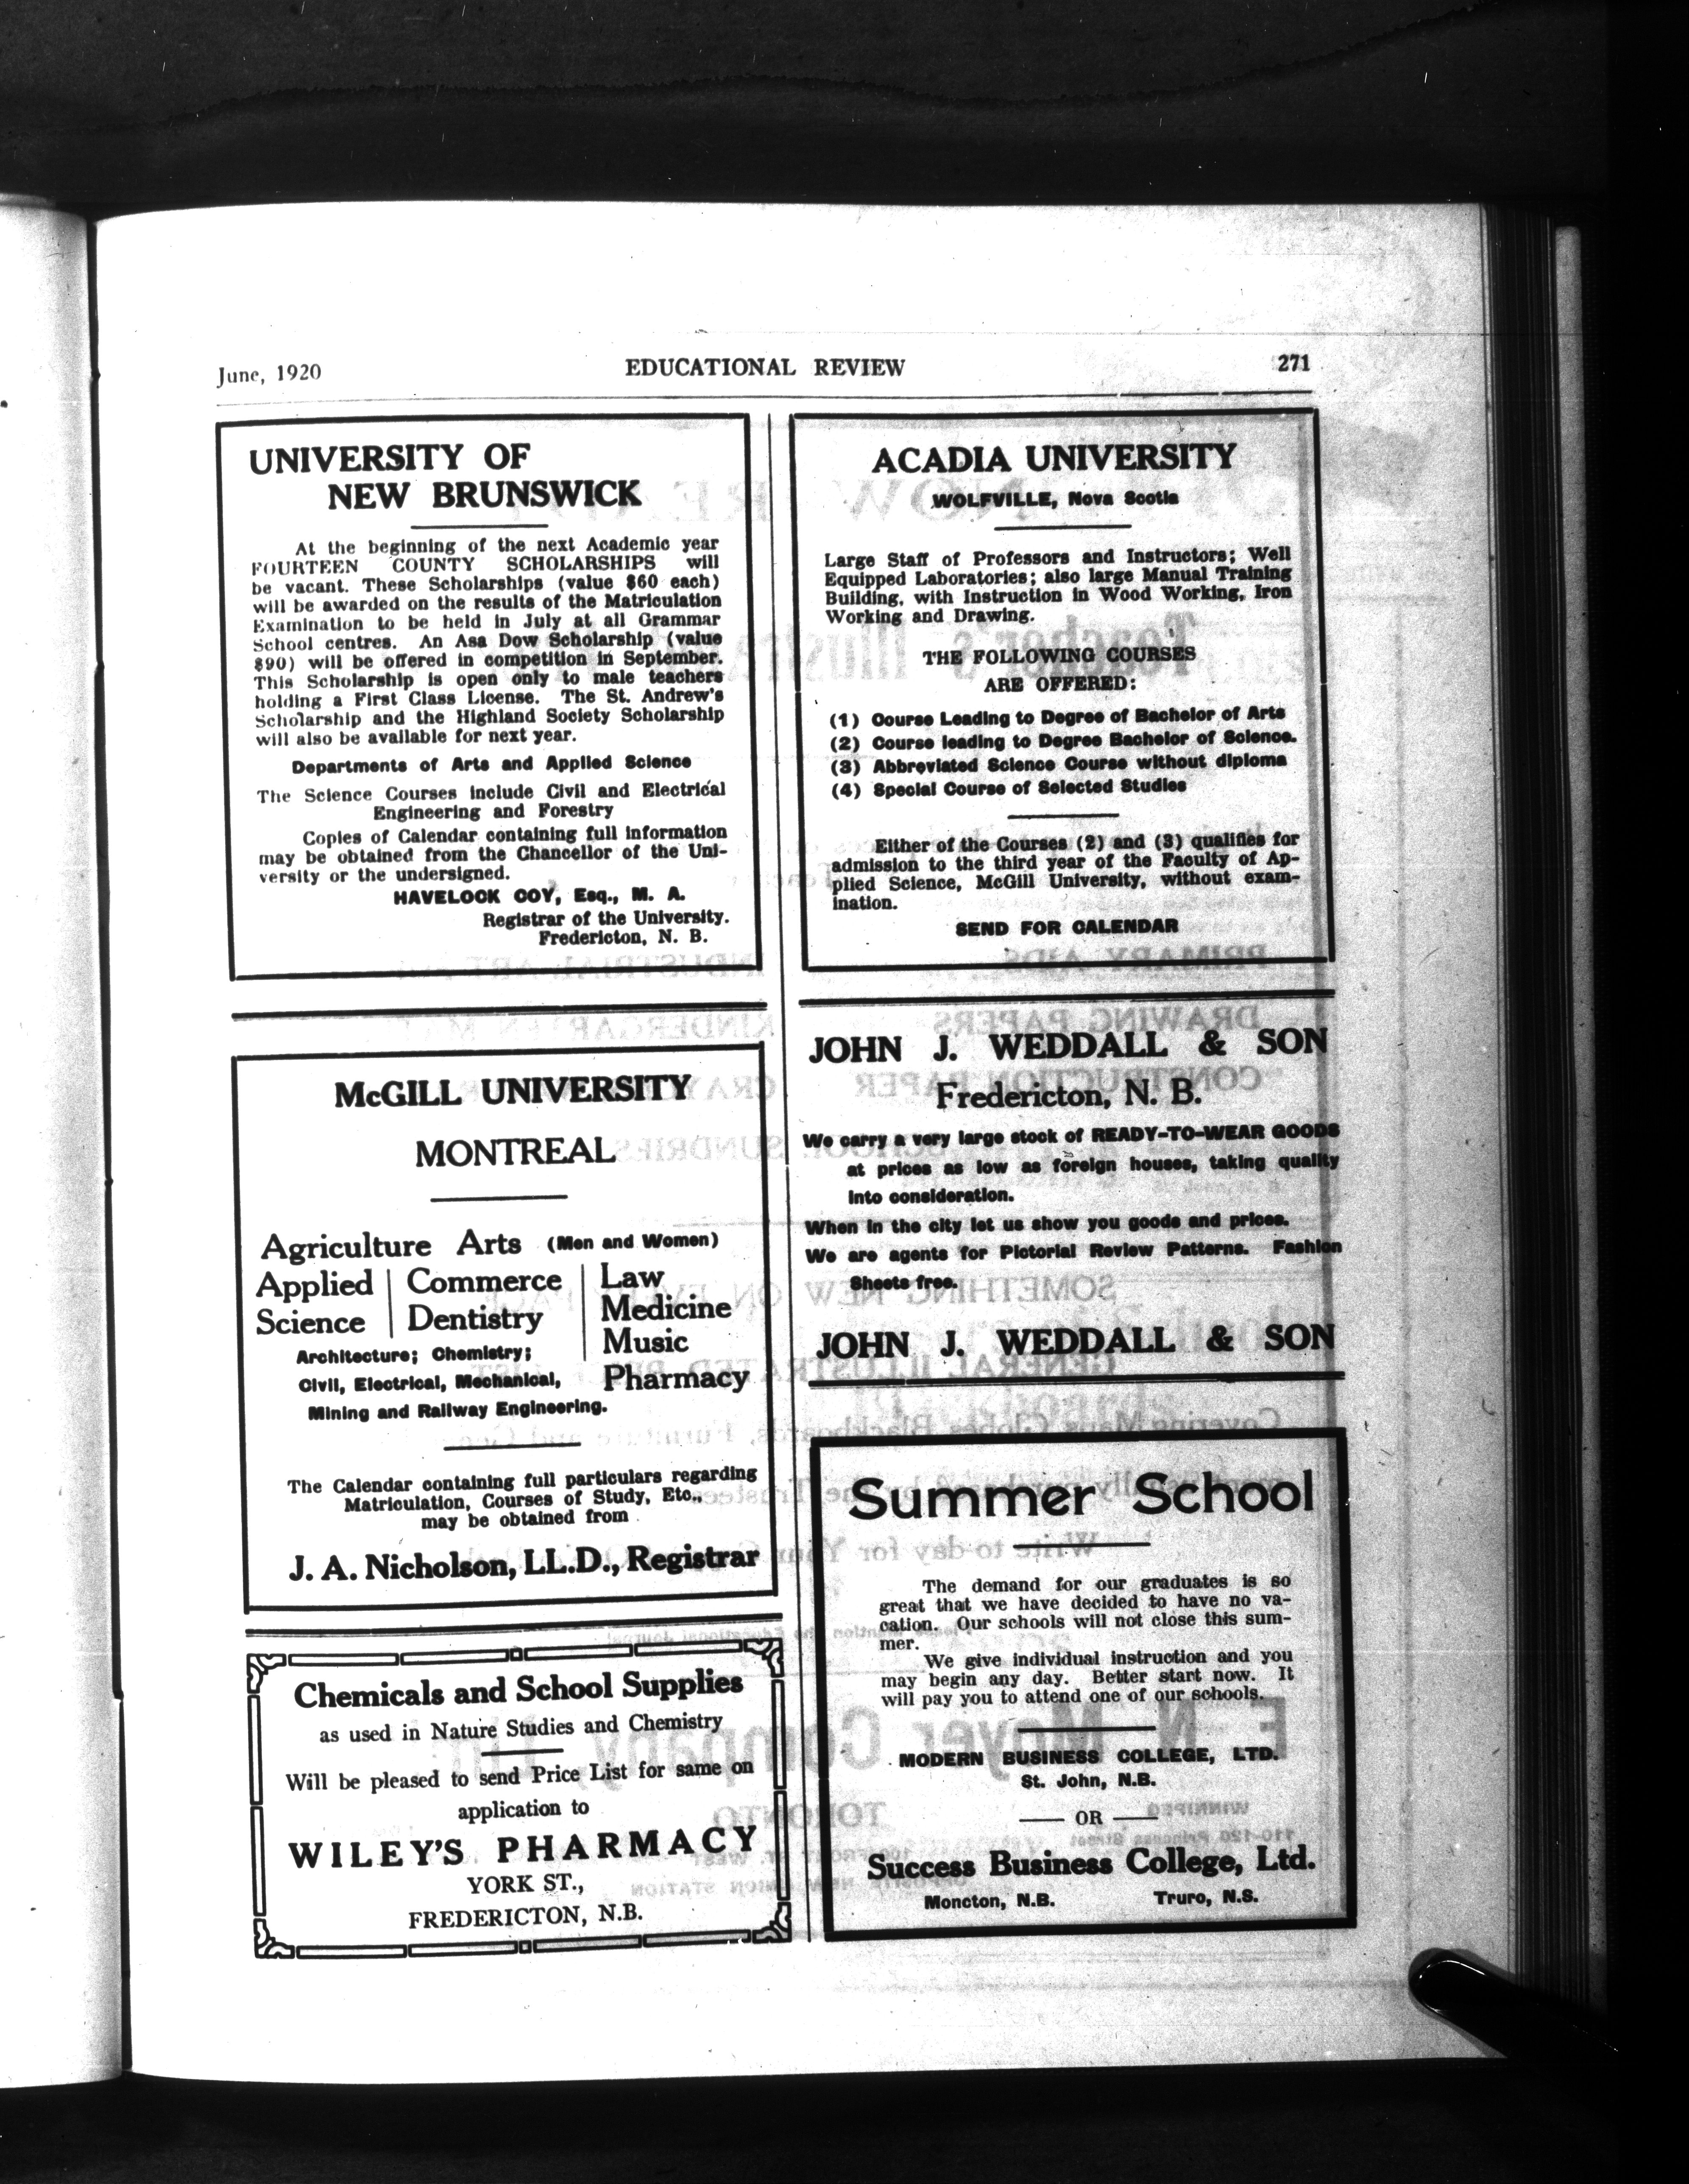 June, 1920
EDUCATIONAL REVIEW
271
UNIVERSITY OF
NEW BRUNSWICK
At the beginning of the next Academic year
FOURTEEN COUNTY SCHOLARSHIPS will
be vacant. These Scholarships (value $60 each)
will be awarded on the results of the Matriculation
Examination to be held in July at all Grammar
School centres. An Asa Dow Scholarship (value
$90) will be offered in competition in September.
This Scholarship is open only to male teachers
holding a First Class License. The St. Andrew's
Scholarship and the Highland Society Scholarship
will also be available for next year.
Departments of Arts and Applied Science
The Science Courses include Civil and Electrical
Engineering and Forestry
Copies of Calendar containing full information
may be obtained from the Chancellor of the Uni-
versity or the undersigned.
HAVELOCK COY, Esq., M. A.
Registrar of the University.
Fredericton, N. B.
McGILL UNIVERSITY
MONTREAL
Agriculture Arts (Men and Women)
Applied Commerce Law
Science Dentistry Medicine
Music
Architecture; Chemistry;
Civil, Electrical, Mechanical, Pharmacy
Mining and Railway Engineering.
The Calendar containing full particulars regarding
Matriculation, Courses of Study, Etc.,
may be obtained from
J. A. Nicholson, LL.D., Registrar
Chemicals and School Supplies
as used in Nature Studies and Chemistry
Will be pleased to send Price List for same on
application to
WILEY'S PHARMACY
YORK ST.,
FREDERICTON, N.B.
ACADIA UNIVERSITY
WOLFVILLE, Nova Scotia
Large Staff of Professors and Instructors; Well
Equipped Laboratories; also large Manual Training
Building, with Instruction in Wood Working, Iron
Working and Drawing.
THE FOLLOWING COURSES
ARE OFFERED:
(1) Course Leading to Degree of Bachelor of Arts
(2) Course leading to Degree Bachelor of Science.
(3) Abbreviated Science Course without diploma
(4) Special Course of Selected Studies
Either of the Courses (2) and (3) qualifies for
admission to the third year of the Faculty of Ap-
plied Science, McGill University, without exam-
ination.
SEND FOR CALENDAR
JOHN J. WEDDALL & SON
Fredericton, N. B.
We carry a very large stock of READY-TO-WEAR GOODS
at prices as low as foreign houses, taking quality
into consideration.
When in the city let us show you goods and prices.
We are agents for Pictorial Review Patterns. Fashion
Sheets free.
JOHN J. WEDDALL & SON
Summer School
The demand for our graduates is so
great that we have decided to have no va-
cation. Our schools will not close this sum-
mer.
We give individual instruction and you
may begin any day. Better start now. It
will pay you to attend one of our schools.
MODERN BUSINESS COLLEGE, LTD.
St. John, N.B.
OR
Success Business College, Ltd.
Moncton, N.B. Truro, N.S.